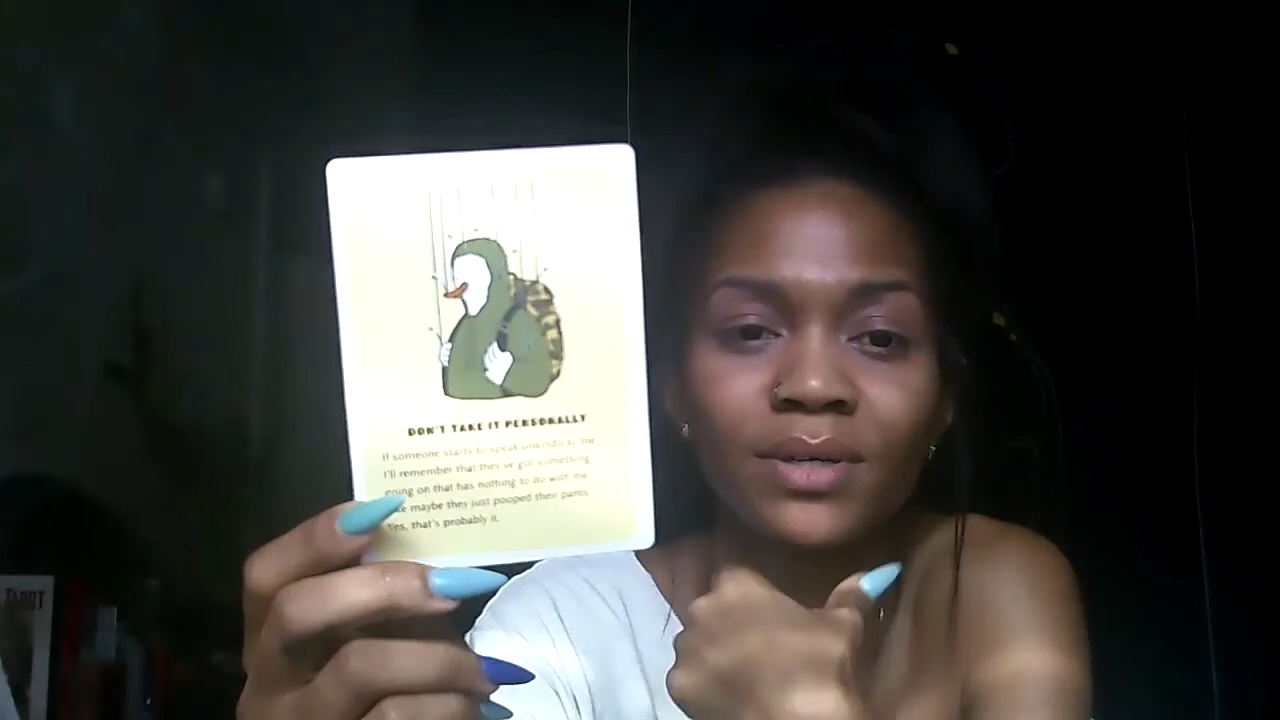 TAROT
DON'T TAKE IT PERSONALLY
If someone starts to speak unkindly to me
I'll remember that they've got something
going on that has nothing to do with me
maybe they just pooped their pants.
Yes, that's probably it.